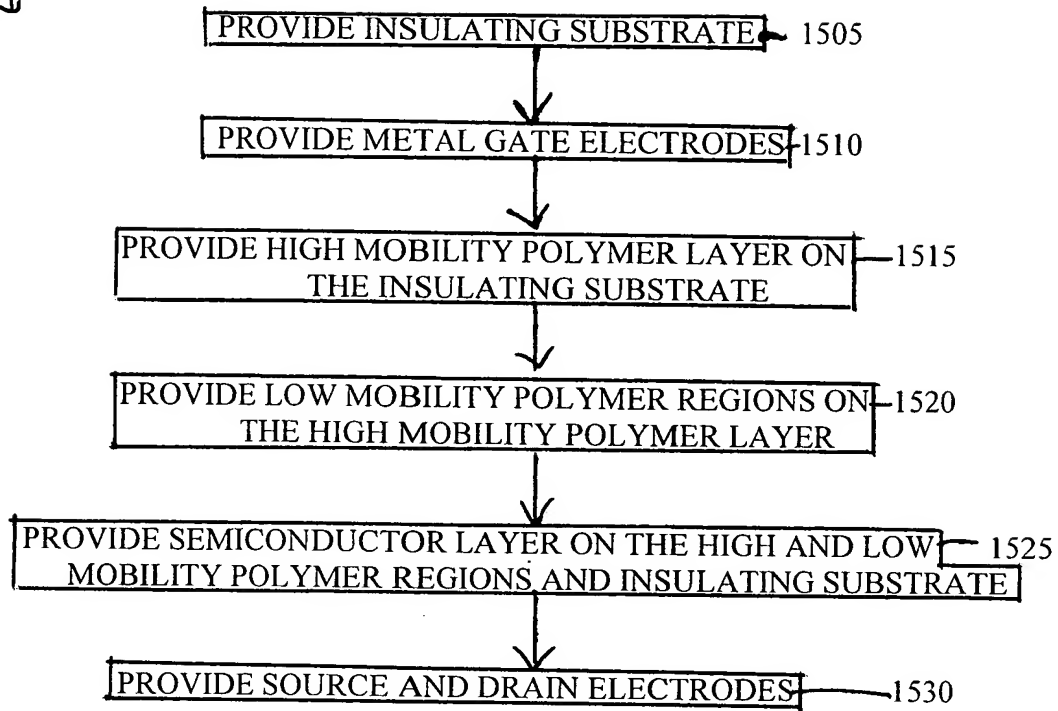 PROVIDE INSULATING SUBSTRATE 1505
PROVIDE METAL GATE ELECTRODES 1510
PROVIDE HIGH MOBILITY POLYMER LAYER ON 1515
THE INSULATING SUBSTRATE
PROVIDE LOW MOBILITY POLYMER REGIONS ON 1520
THE HIGH MOBILITY POLYMER LAYER
PROVIDE SEMICONDUCTOR LAYER ON THE HIGH AND LOW 1525
MOBILITY POLYMER REGIONS AND INSULATING SUBSTRATE
PROVIDE SOURCE AND DRAIN ELECTRODES 1530